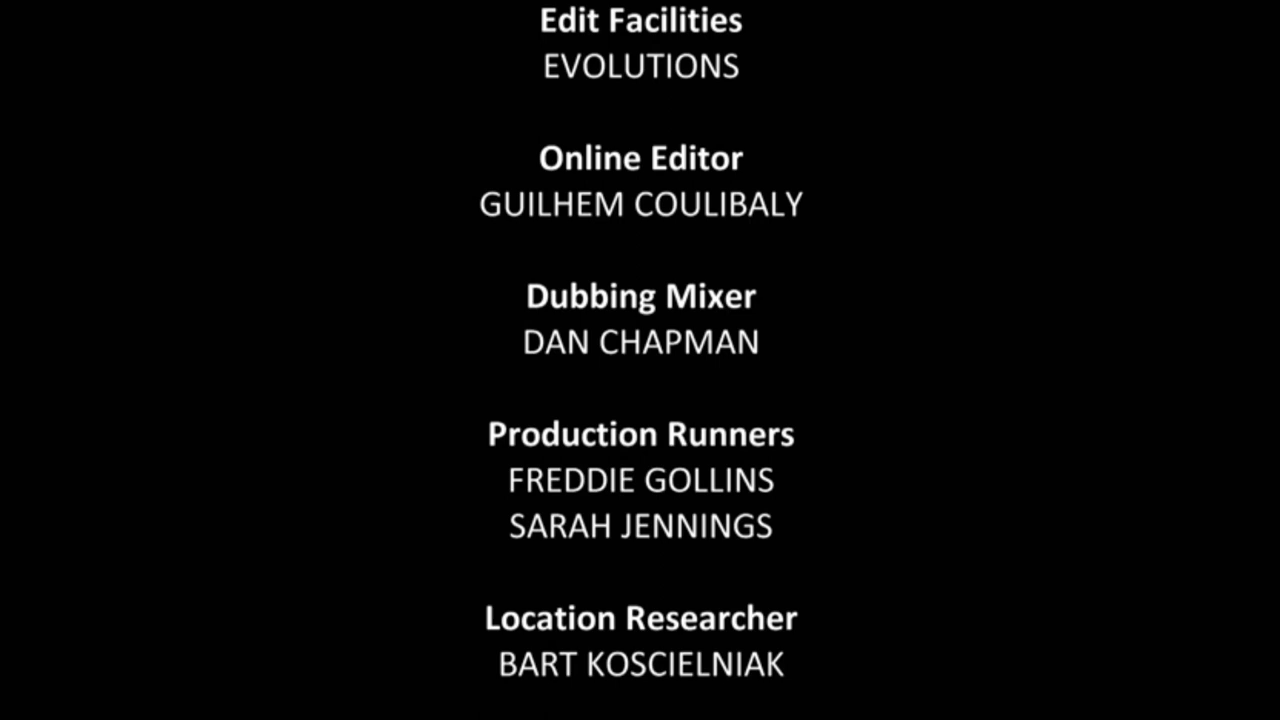 Edit Facilities
EVOLUTIONS
Online Editor
GUILHEM COULIBALY
Dubbing Mixer
DAN CHAPMAN
Production Runners
FREDDIE GOLLINS
SARAH JENNINGS
Location Researcher
BART KOSCIELNIAK